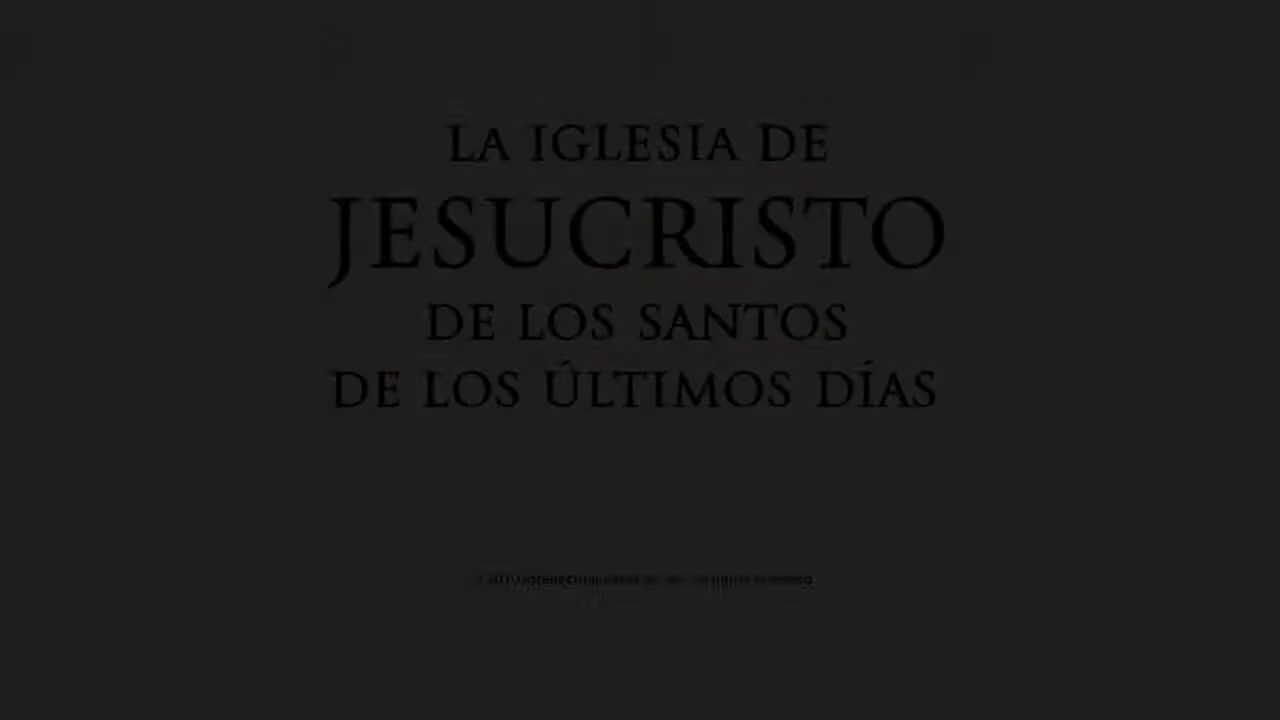 LA IGLESIA DE
JESUCRISTO
DE LOS SANTOS
DE LOS ÚLTIMOS DÍAS